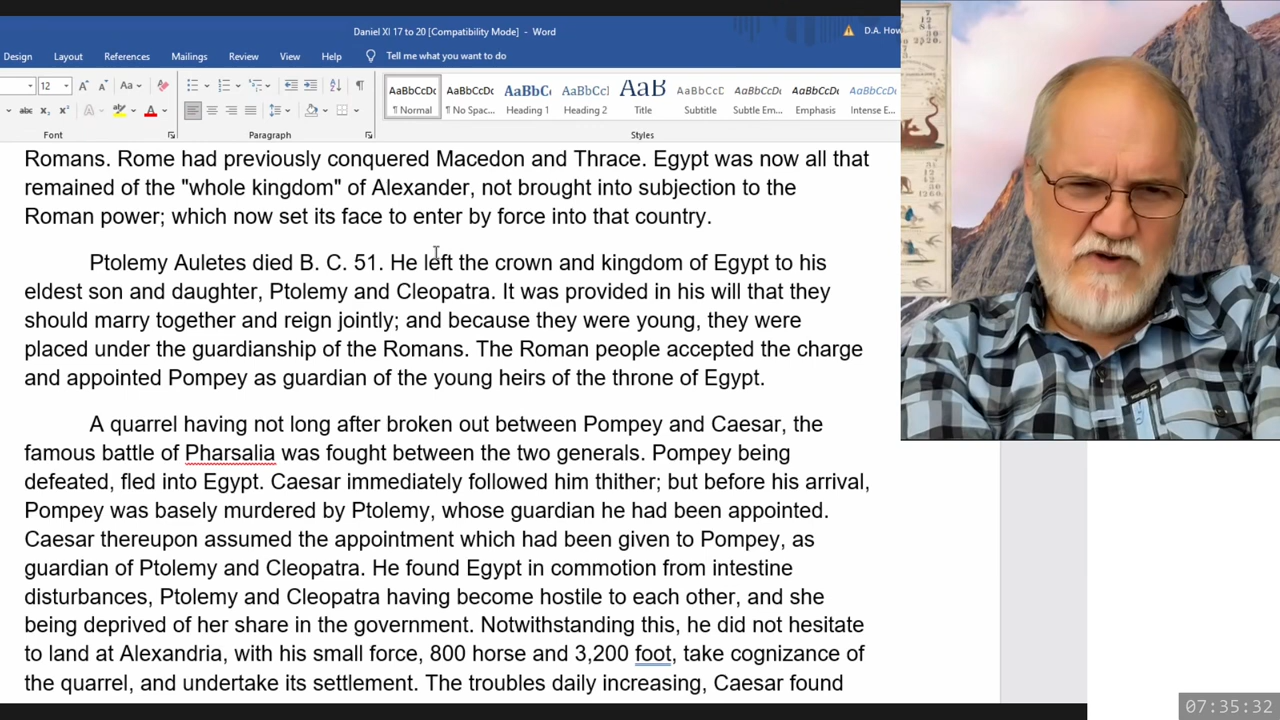 Daniel XI 17 to 20 [Compatibility Mode] - Word
D.A. How
Design Layout References Mailings Review View Help Tell me what you want to do
12 Aa
abc x₂ x² A ab A
AaBbCcDc AaBbCcDc AaBbC AaBbCc AaB AaBbCcD AaBbCcDc AaBbCcDc AaBbCcDc
¶ Normal ¶ No Spac... Heading 1 Heading 2 Title Subtitle Subtle Em... Emphasis Intense E...
Font Paragraph Styles
Romans. Rome had previously conquered Macedon and Thrace. Egypt was now all that
remained of the "whole kingdom" of Alexander, not brought into subjection to the
Roman power; which now set its face to enter by force into that country.
Ptolemy Auletes died B. C. 51. He left the crown and kingdom of Egypt to his
eldest son and daughter, Ptolemy and Cleopatra. It was provided in his will that they
should marry together and reign jointly; and because they were young, they were
placed under the guardianship of the Romans. The Roman people accepted the charge
and appointed Pompey as guardian of the young heirs of the throne of Egypt.
A quarrel having not long after broken out between Pompey and Caesar, the
famous battle of Pharsalia was fought between the two generals. Pompey being
defeated, fled into Egypt. Caesar immediately followed him thither; but before his arrival,
Pompey was basely murdered by Ptolemy, whose guardian he had been appointed.
Caesar thereupon assumed the appointment which had been given to Pompey, as
guardian of Ptolemy and Cleopatra. He found Egypt in commotion from intestine
disturbances, Ptolemy and Cleopatra having become hostile to each other, and she
being deprived of her share in the government. Notwithstanding this, he did not hesitate
to land at Alexandria, with his small force, 800 horse and 3,200 foot, take cognizance of
the quarrel, and undertake its settlement. The troubles daily increasing, Caesar found
07:35:32